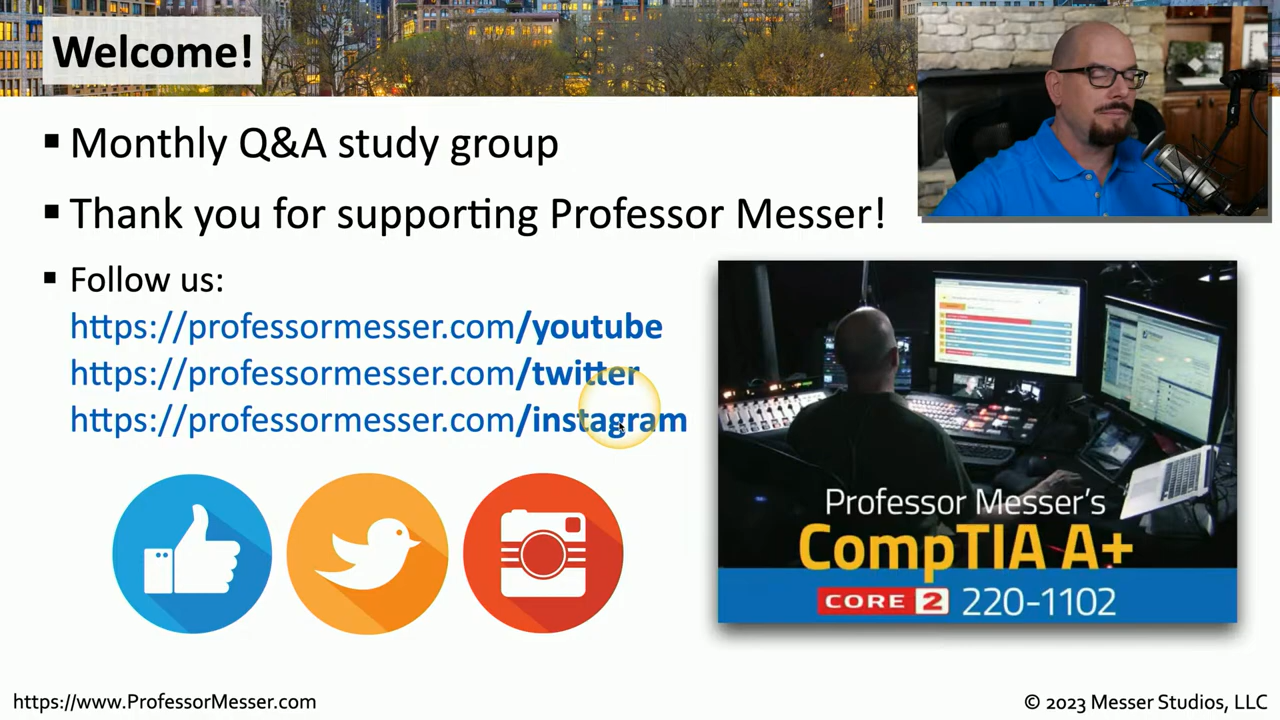 Welcome!
▪ Monthly Q&A study group
▪ Thank you for supporting Professor Messer!
▪ Follow us:
https://professormesser.com/youtube
https://professormesser.com/twitter
https://professormesser.com/instagram
Professor Messer's
CompTIA A+
CORE 2 220-1102
https://www.ProfessorMesser.com
© 2023 Messer Studios, LLC